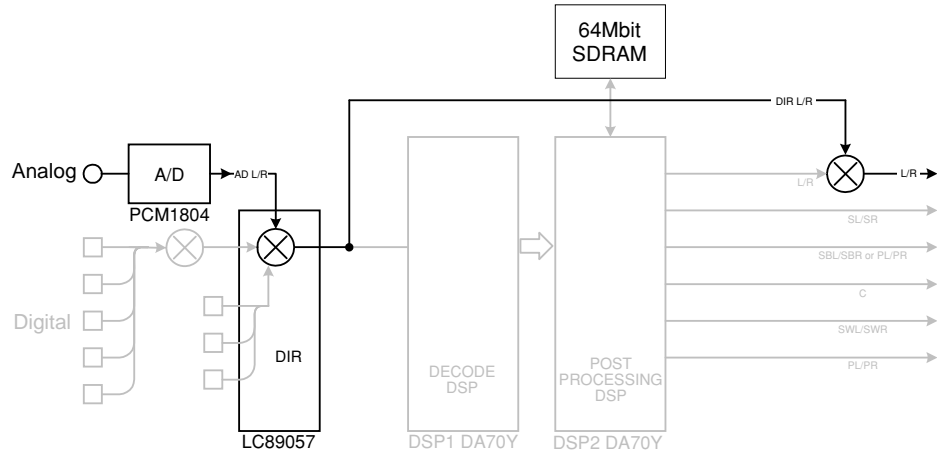 64Mbit
SDRAM
DIR L/R
Analog
A/D
AD L/R
L/R
L/R
PCM1804
SL/SR
SBL/SBR or PL/PR
C
Digital
SWL/SWR
DIR
DECODE
DSP
POST
PROCESSING
DSP
PL/PR
LC89057
DSP1 DA70Y
DSP2 DA70Y